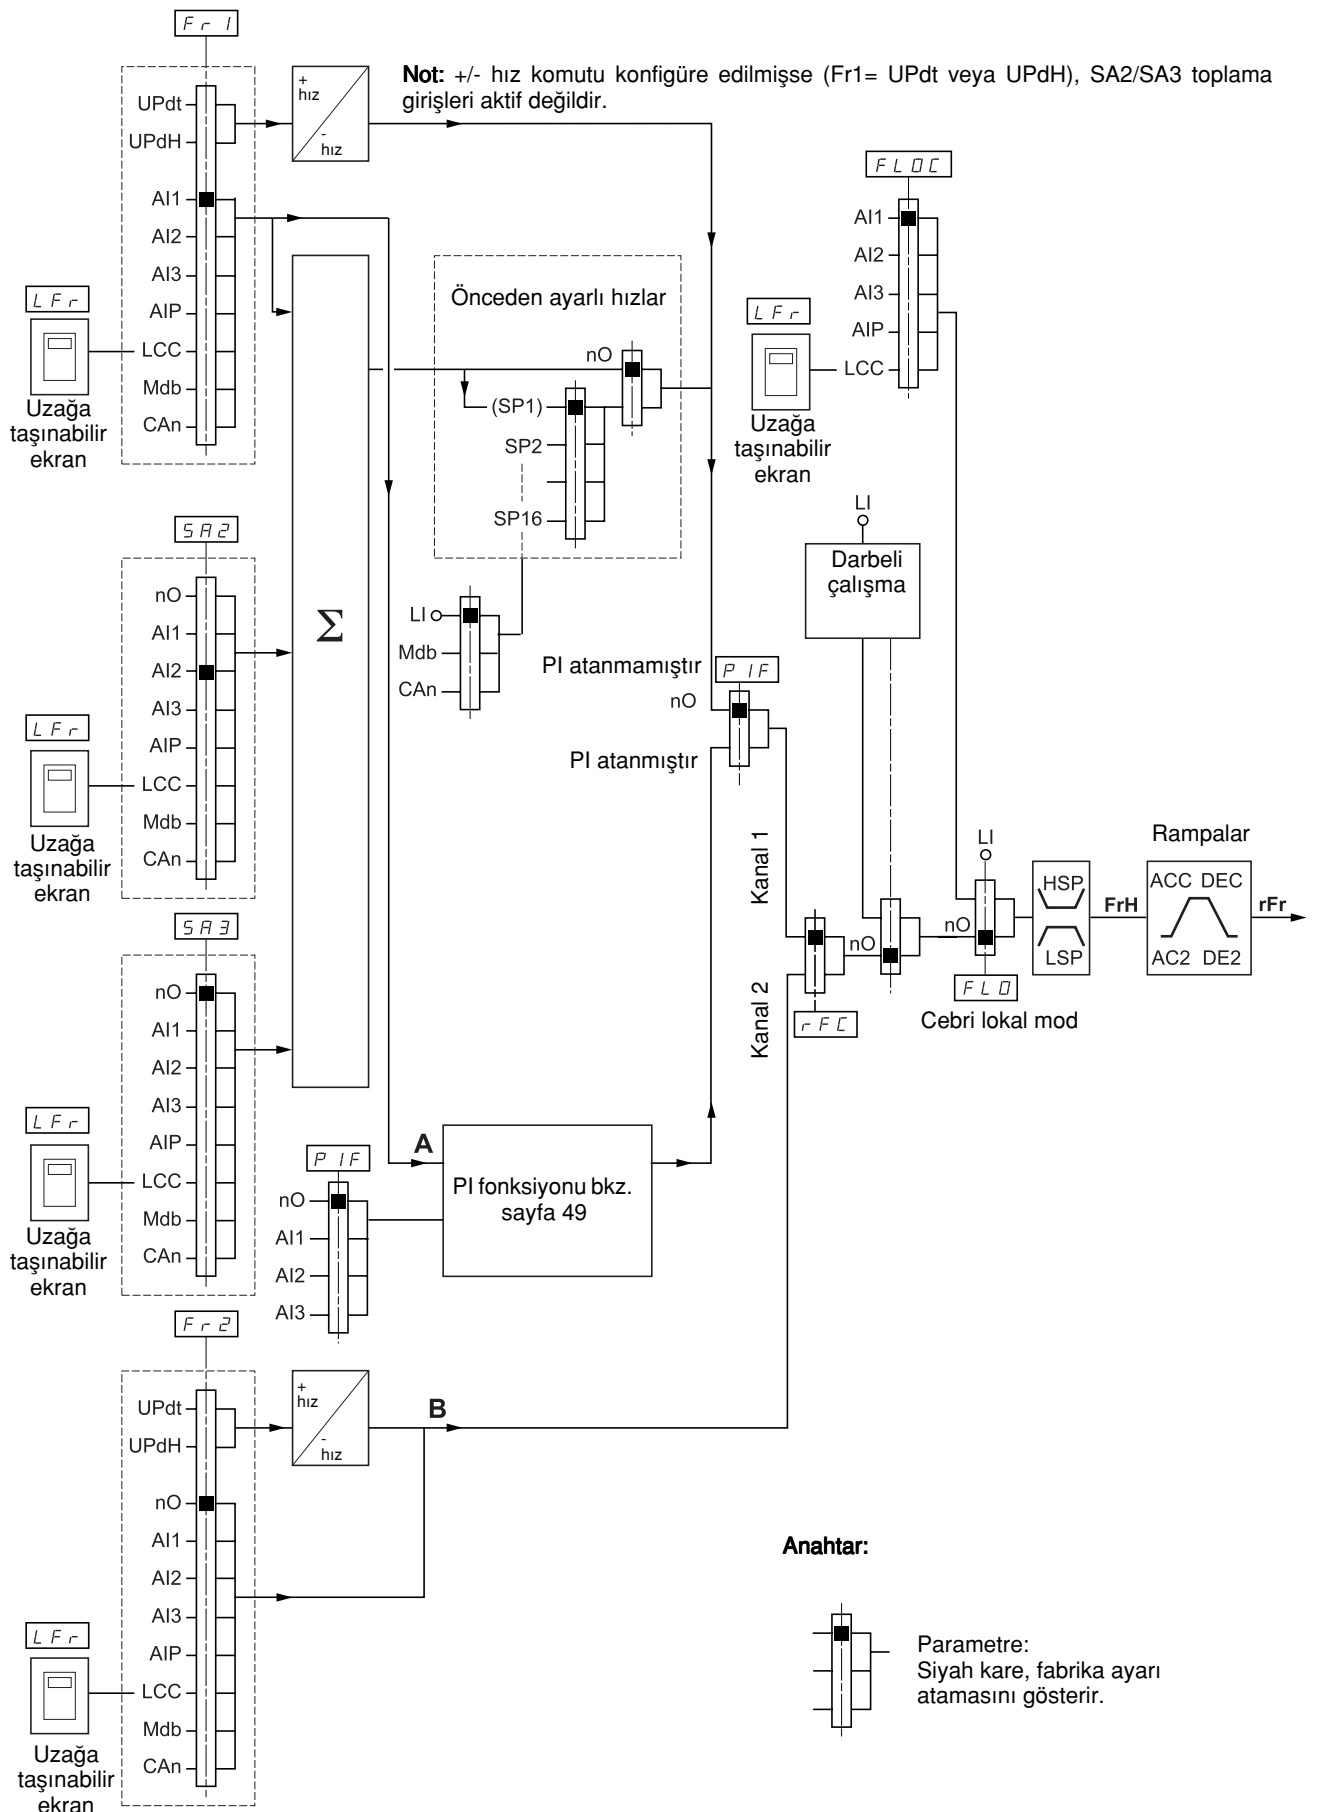 Fr1
Not: +/- hız komutu konfigüre edilmişse (Fr1= UPdt veya UPdH), SA2/SA3 toplama
girişleri aktif değildir.
UPdt
UPdH
AI1
AI2
AI3
AIP
LCC
Mdb
CAn
LFr
Uzağa
taşınabilir
ekran
+
hız
-
hız
Önceden ayarlı hızlar
nO
(SP1)
SP2
SP16
LI
Mdb
CAn
FLOC
AI1
AI2
AI3
AIP
LCC
LFr
Uzağa
taşınabilir
ekran
SA2
nO
AI1
AI2
AI3
AIP
LCC
Mdb
CAn
LFr
Uzağa
taşınabilir
ekran
Σ
LI
Darbeli
çalışma
PI atanmamıştır
PIF
nO
PI atanmıştır
Kanal 1
Kanal 2
rFC
nO
nO
LI
FLO
Cebri lokal mod
HSP
LSP
FrH
Rampalar
ACC DEC
AC2 DE2
rFr
SA3
nO
AI1
AI2
AI3
AIP
LCC
Mdb
CAn
LFr
Uzağa
taşınabilir
ekran
PIF
nO
AI1
AI2
AI3
A
PI fonksiyonu bkz.
sayfa 49
Fr2
UPdt
UPdH
nO
AI1
AI2
AI3
AIP
LCC
Mdb
CAn
LFr
Uzağa
taşınabilir
ekran
+
hız
-
hız
B
Anahtar:
Parametre:
Siyah kare, fabrika ayarı
atamasını gösterir.